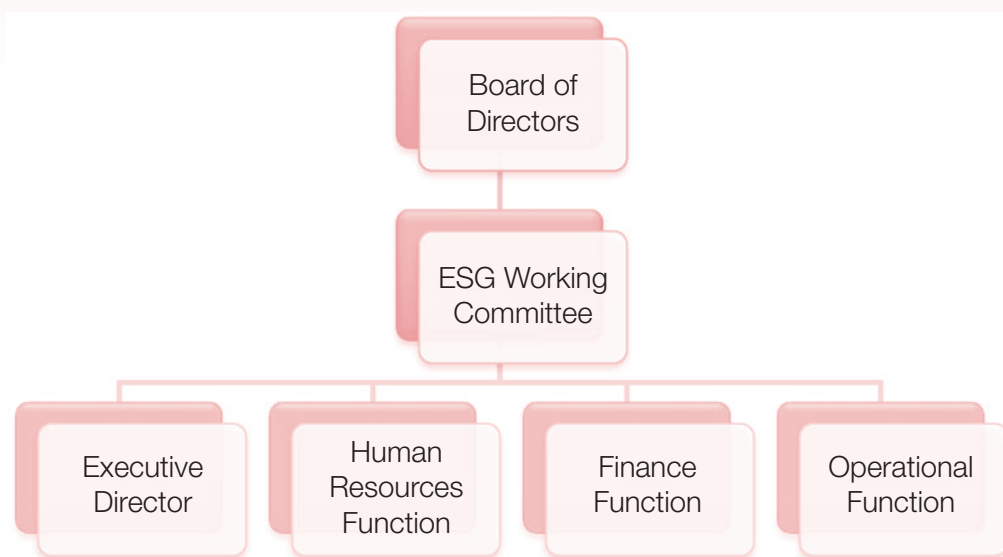 Board of
Directors
ESG Working
Committee
Executive
Director
Human
Resources
Function
Finance
Function
Operational
Function